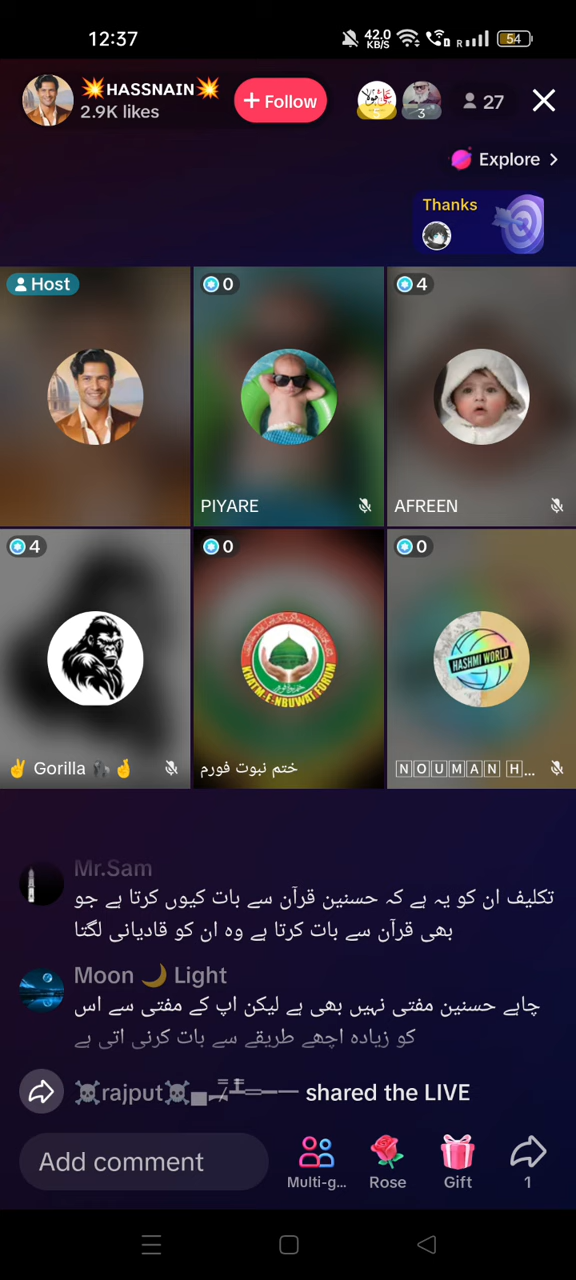 12:37
42.0
KB/S
R
54
💥HASSNAIN💥
2.9K likes
+ Follow
3
27
Explore >
Thanks
Host
0
4
PIYARE
AFREEN
4
0
0
KHATM-E-NBUWAT FORUM
HASHMI WORLD
✌️ Gorilla 🦍🤞
ختم نبوت فورم
🄽🄾🅄🄼🄰🄽 🄷...
Mr.Sam
تکلیف ان کو یہ ہے کہ حسنین قرآن سے بات کیوں کرتا ہے جو
بھی قرآن سے بات کرتا ہے وہ ان کو قادیانی لگتا
Moon 🌙 Light
چاہے حسنین مفتی نہیں بھی ہے لیکن اپ کے مفتی سے اس
کو زیادہ اچھے طریقے سے بات کرنی اتی ہے
☠️rajput☠️▄︻デ══━一 shared the LIVE
Add comment
Multi-g...
Rose
Gift
1